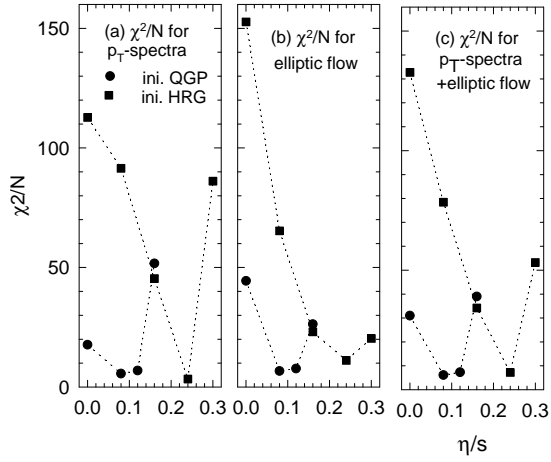 (a) χ²/N for
p_T-spectra
ini. QGP
ini. HRG
(b) χ²/N for
elliptic flow
(c) χ²/N for
pT-spectra
+elliptic flow
χ2/N
150
100
50
0
0.0 0.1 0.2 0.3
0.0 0.1 0.2 0.3
0.0 0.1 0.2 0.3
η/s